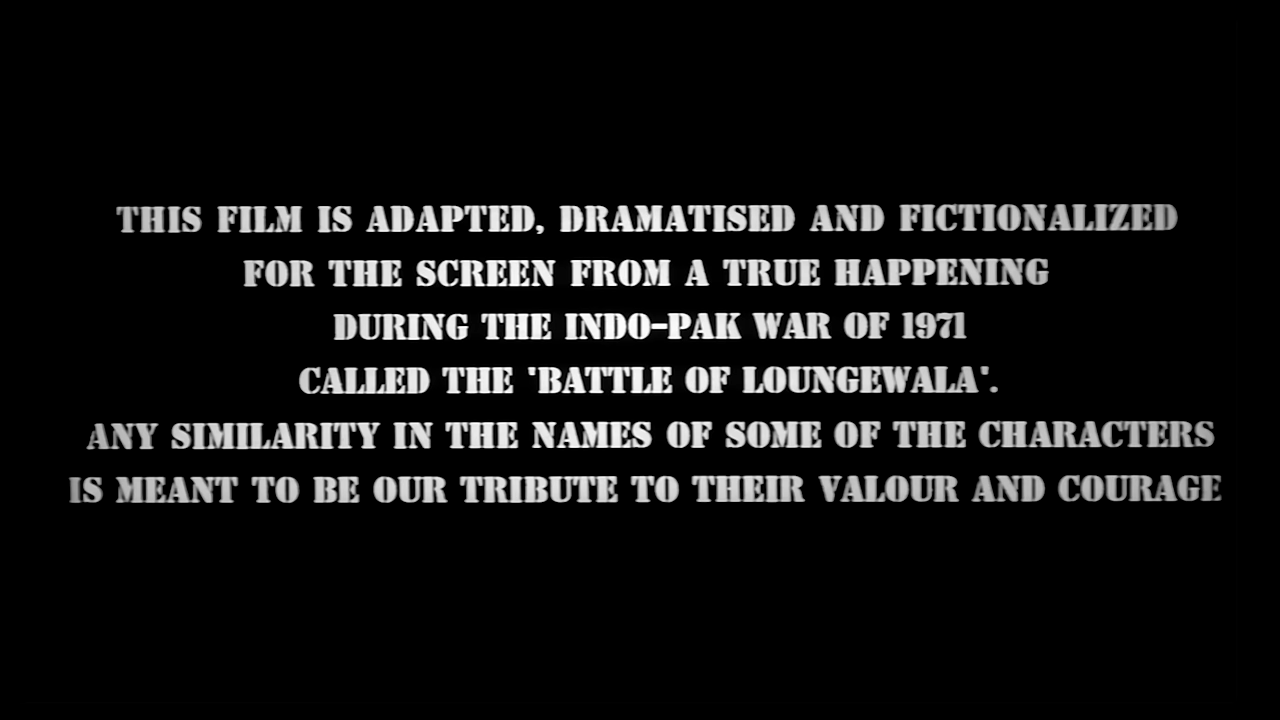 THIS FILM IS ADAPTED, DRAMATISED AND FICTIONALIZED
FOR THE SCREEN FROM A TRUE HAPPENING
DURING THE INDO-PAK WAR OF 1971
CALLED THE 'BATTLE OF LOUNGEWALA'.
ANY SIMILARITY IN THE NAMES OF SOME OF THE CHARACTERS
IS MEANT TO BE OUR TRIBUTE TO THEIR VALOUR AND COURAGE